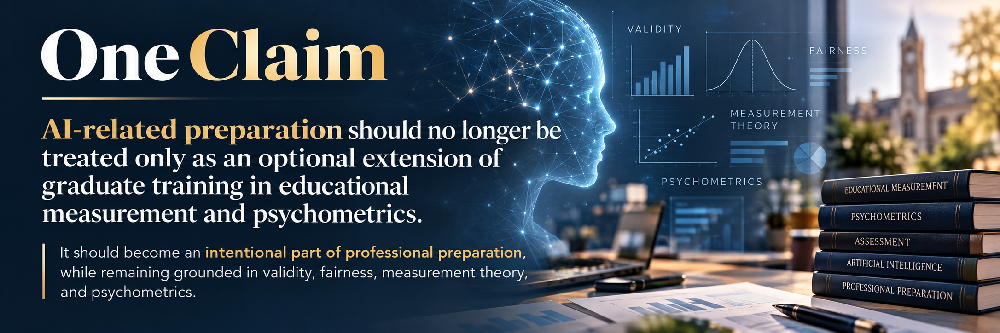 One Claim
AI-related preparation should no longer be
treated only as an optional extension of
graduate training in educational
measurement and psychometrics.
It should become an intentional part of professional preparation,
while remaining grounded in validity, fairness, measurement theory,
and psychometrics.
VALIDITY
FAIRNESS
MEASUREMENT
THEORY
PSYCHOMETRICS
EDUCATIONAL MEASUREMENT
PSYCHOMETRICS
ASSESSMENT
ARTIFICIAL INTELLIGENCE
PROFESSIONAL PREPARATION